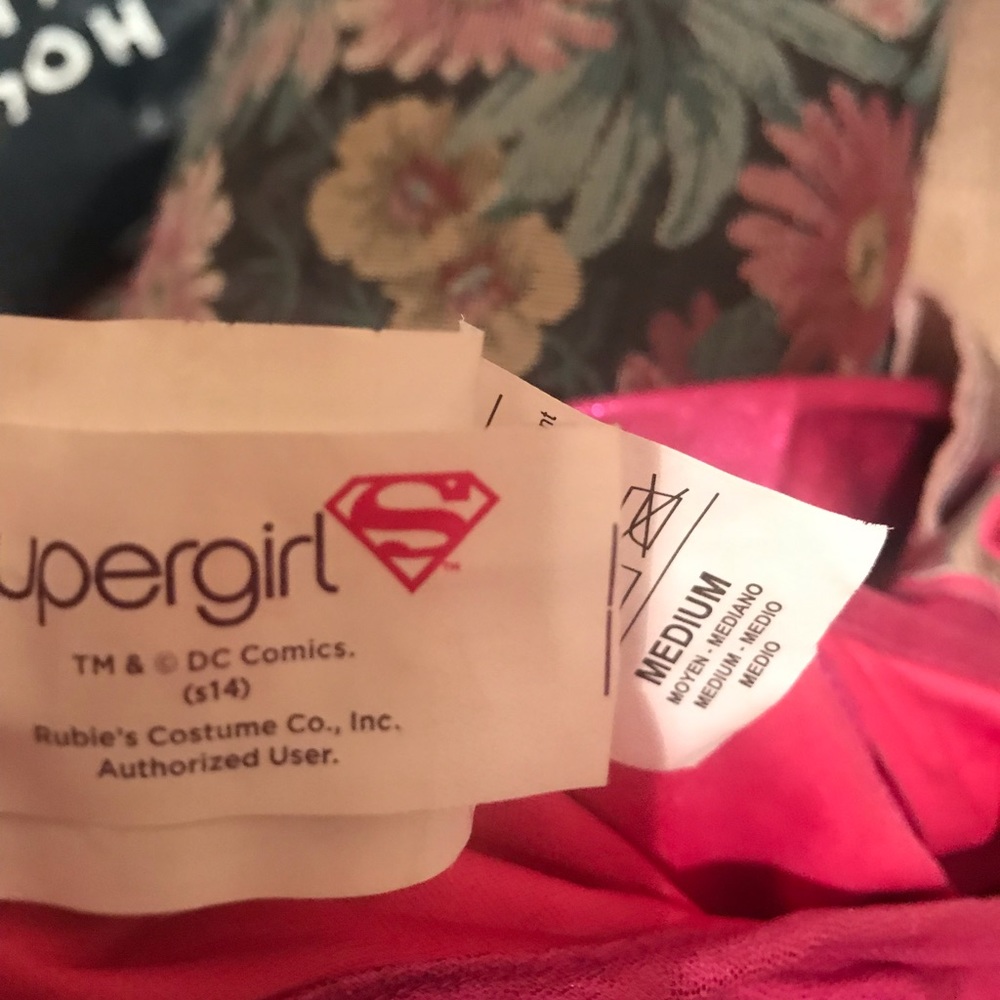 upergirl
TM & © DC Comics.
(s14)
Rubie's Costume Co., Inc.
Authorized User.
MEDIUM
MOYEN - MEDIANO
MEDIUM - MEDIO
MEDIO